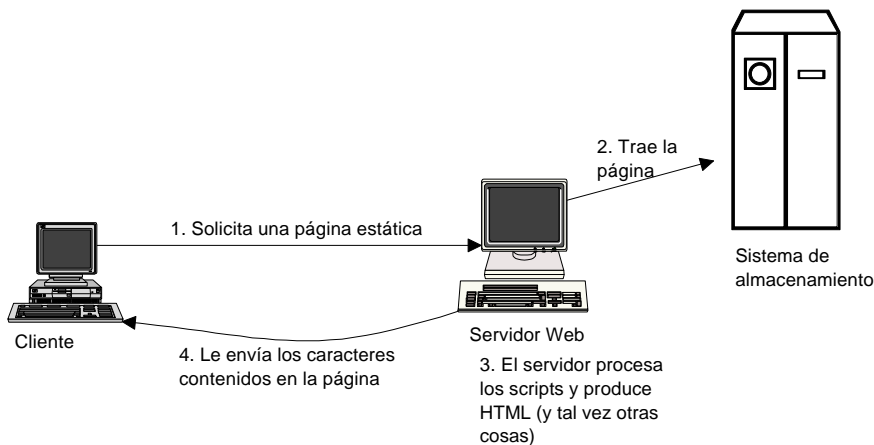 2. Trae la
página
1. Solicita una página estática
Sistema de
almacenamiento
Cliente
Servidor Web
4. Le envía los caracteres
contenidos en la página
3. El servidor procesa
los scripts y produce
HTML (y tal vez otras
cosas)